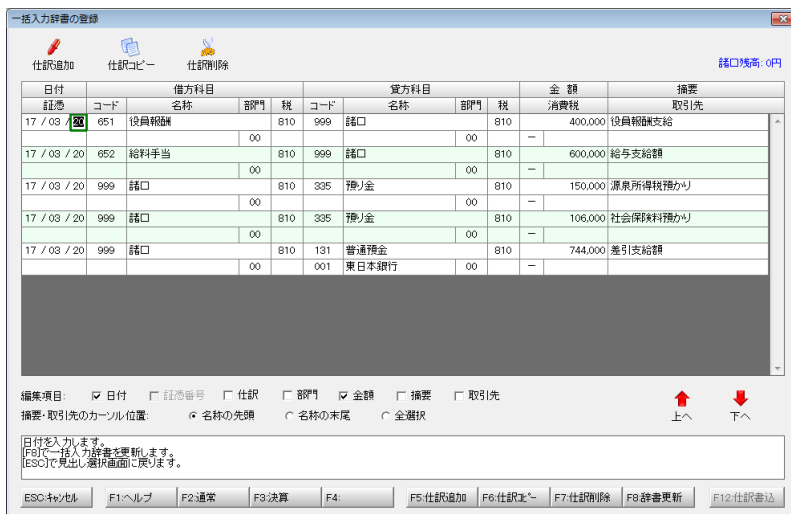 一括入力辞書の登録
仕訳追加 仕訳コピー 仕訳削除
諸口残高：0円
日付 借方科目 貸方科目 金 額 摘要
証憑 コード 名称 部門 税 コード 名称 部門 税 消費税 取引先
17 / 03 / 20 651 役員報酬 810 999 諸口 810 400,000 役員報酬支給
00 00 －
17 / 03 / 20 652 給料手当 810 999 諸口 810 600,000 給与支給額
00 00 －
17 / 03 / 20 999 諸口 810 335 預り金 810 150,000 源泉所得税預かり
00 00 －
17 / 03 / 20 999 諸口 810 335 預り金 810 106,000 社会保険料預かり
00 00 －
17 / 03 / 20 999 諸口 810 131 普通預金 810 744,000 差引支給額
00 001 東日本銀行 00 －
編集項目： 日付 証憑番号 仕訳 部門 金額 摘要 取引先
摘要・取引先のカーソル位置： 名称の先頭 名称の末尾 全選択
上へ 下へ
日付を入力します。
[F8]で一括入力辞書を更新します。
[ESC]で見出し選択画面に戻ります。
ESC:ｷｬﾝｾﾙ F1:ヘルプ F2:通常 F3:決算 F4: F5:仕訳追加 F6:仕訳ｺﾋﾟｰ F7:仕訳削除 F8:辞書更新 F12:仕訳書込